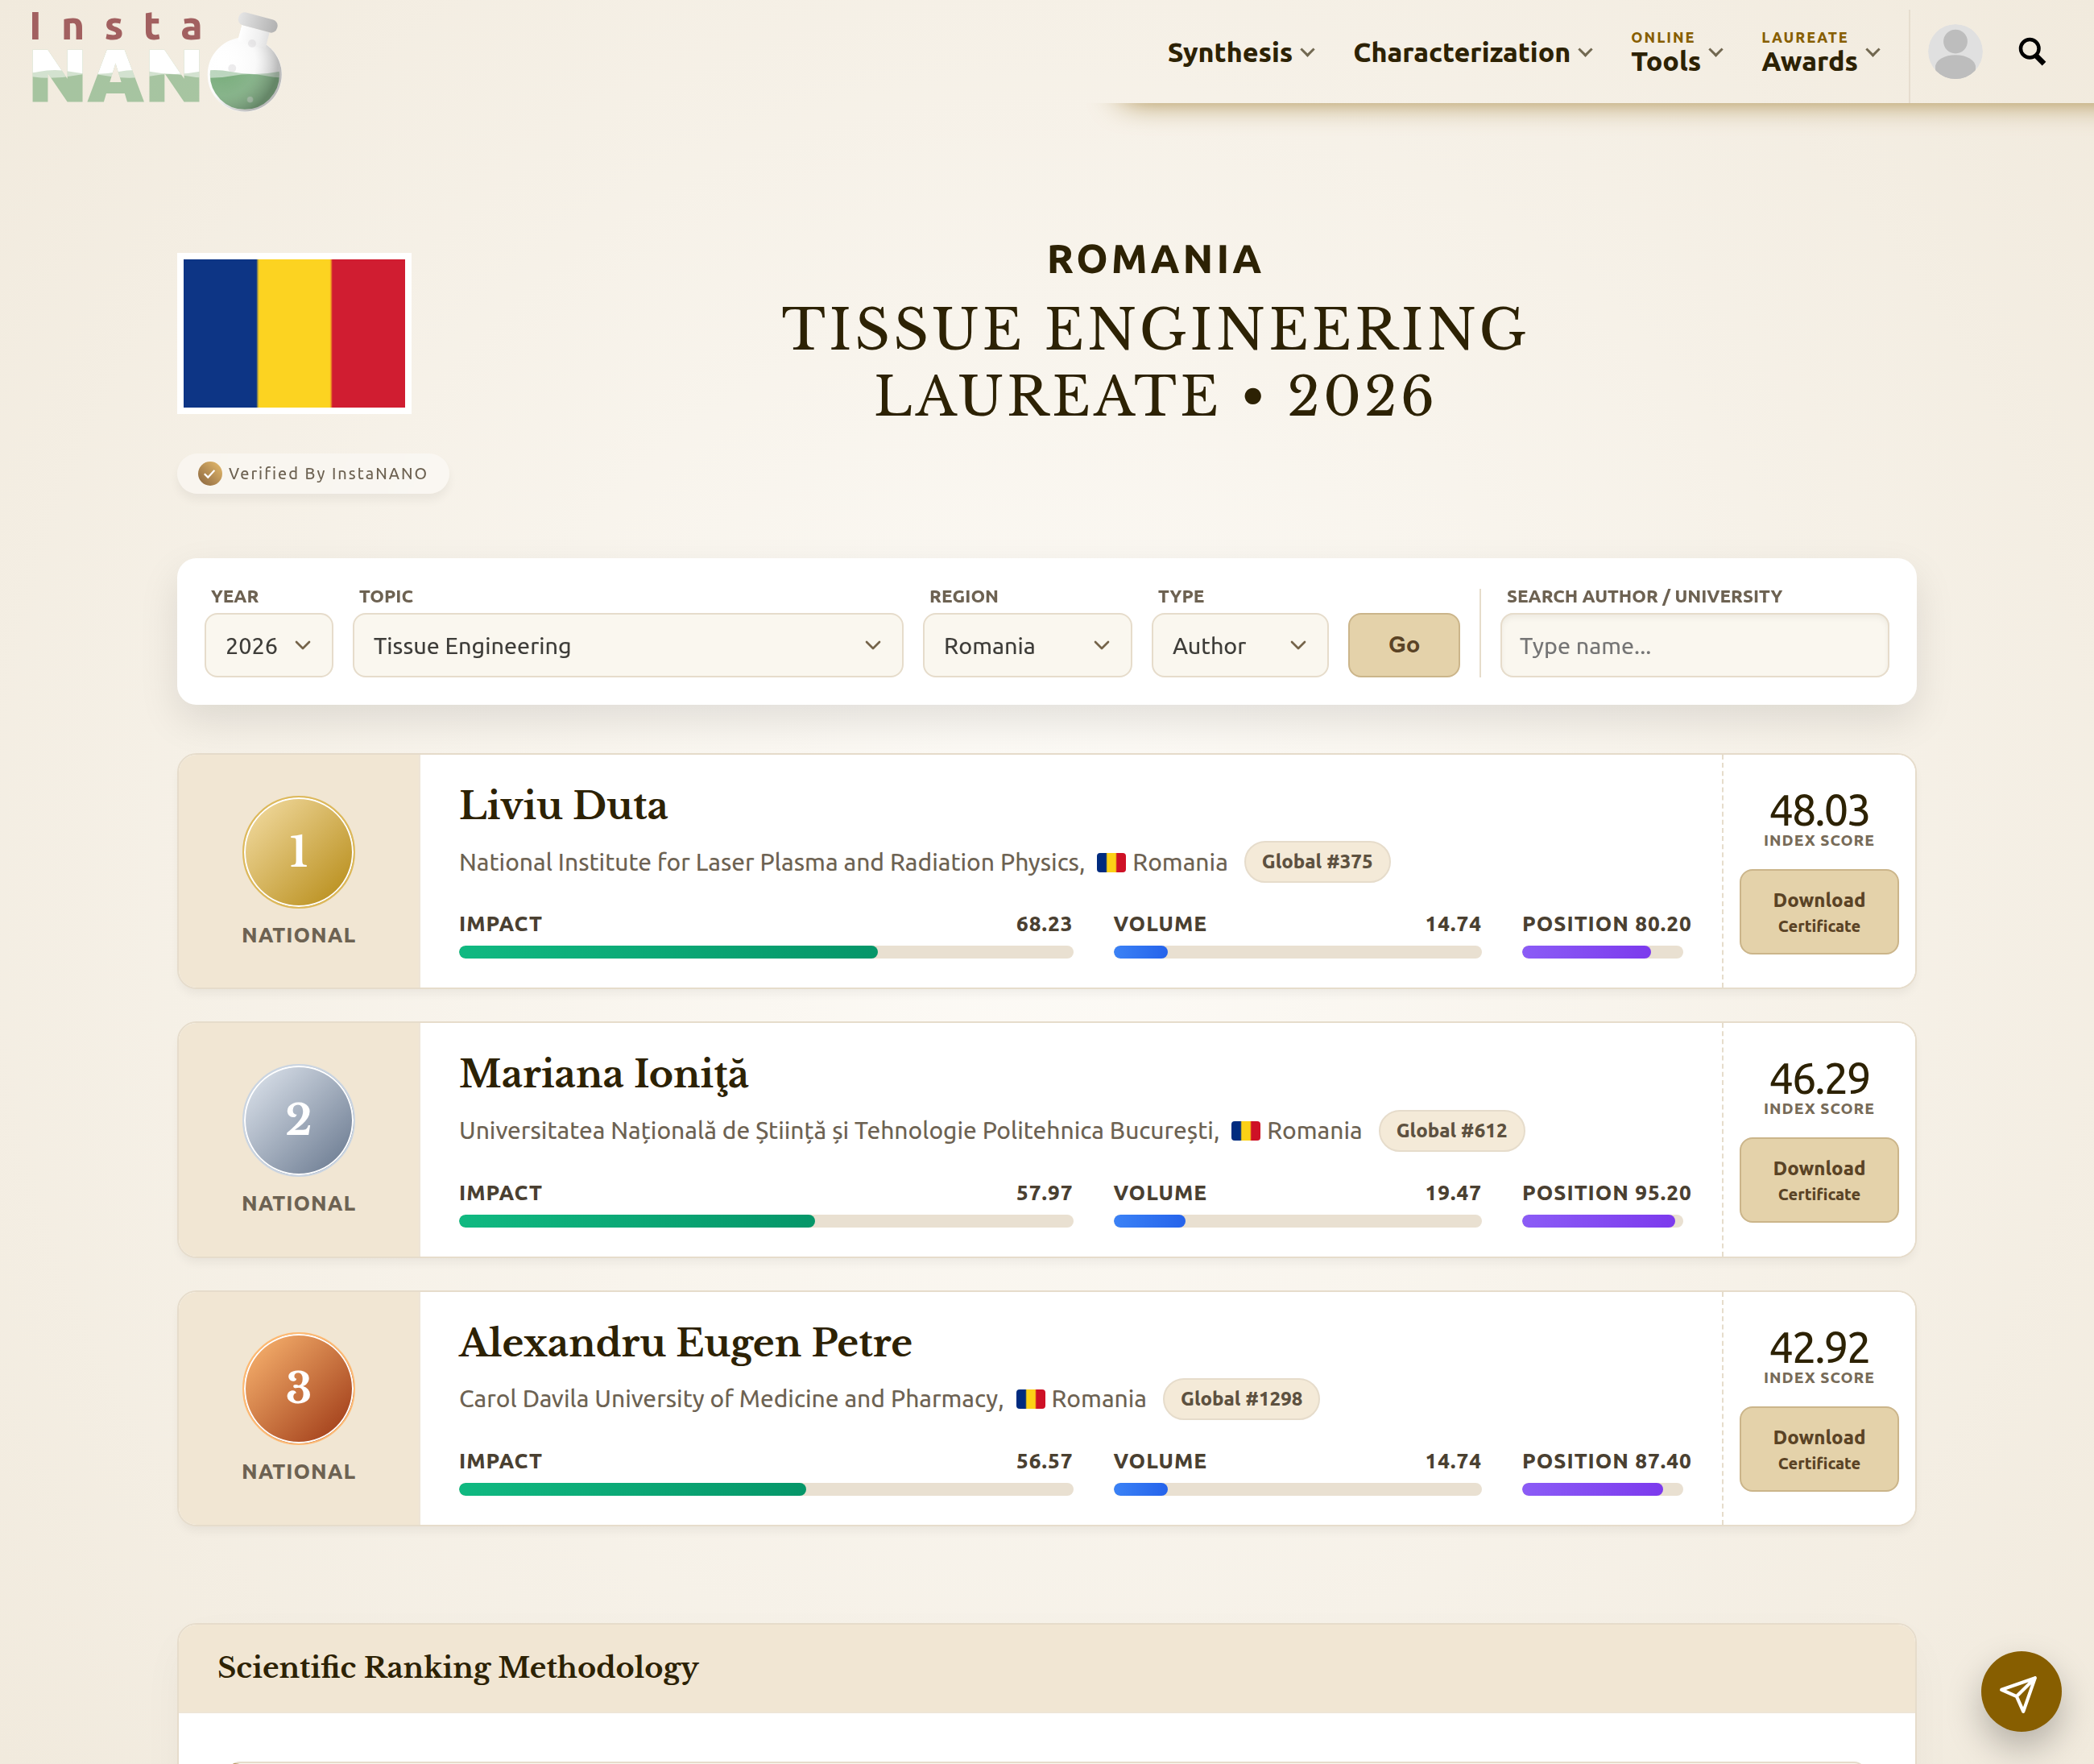 Insta
NANO
Synthesis
Characterization
ONLINE
Tools
LAUREATE
Awards
ROMANIA
TISSUE ENGINEERING
LAUREATE • 2026
Verified By InstaNANO
YEAR
TOPIC
REGION
TYPE
SEARCH AUTHOR / UNIVERSITY
2026
Tissue Engineering
Romania
Author
Go
Type name...
1
NATIONAL
Liviu Duta
National Institute for Laser Plasma and Radiation Physics, Romania Global #375
IMPACT 68.23
VOLUME 14.74
POSITION 80.20
48.03
INDEX SCORE
Download
Certificate
2
NATIONAL
Mariana Ioniţă
Universitatea Națională de Știință și Tehnologie Politehnica București, Romania Global #612
IMPACT 57.97
VOLUME 19.47
POSITION 95.20
46.29
INDEX SCORE
Download
Certificate
3
NATIONAL
Alexandru Eugen Petre
Carol Davila University of Medicine and Pharmacy, Romania Global #1298
IMPACT 56.57
VOLUME 14.74
POSITION 87.40
42.92
INDEX SCORE
Download
Certificate
Scientific Ranking Methodology